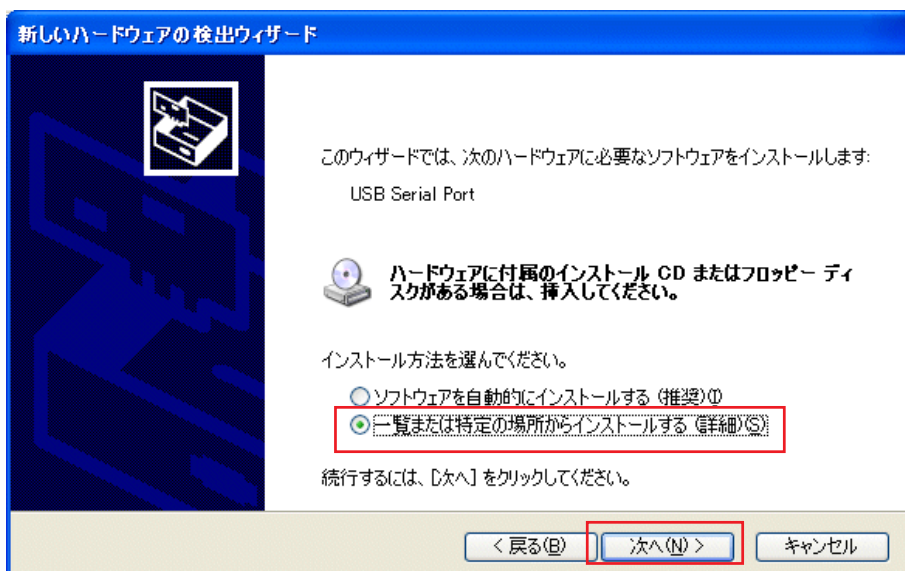 新しいハードウェアの検出ウィザード
このウィザードでは、次のハードウェアに必要なソフトウェアをインストールします:
USB Serial Port
ハードウェアに付属のインストール CD またはフロッピー ディ
スクがある場合は、挿入してください。
インストール方法を選んでください。
ソフトウェアを自動的にインストールする (推奨)(I)
一覧または特定の場所からインストールする (詳細)(S)
続行するには、[次へ] をクリックしてください。
< 戻る(B)
次へ(N) >
キャンセル